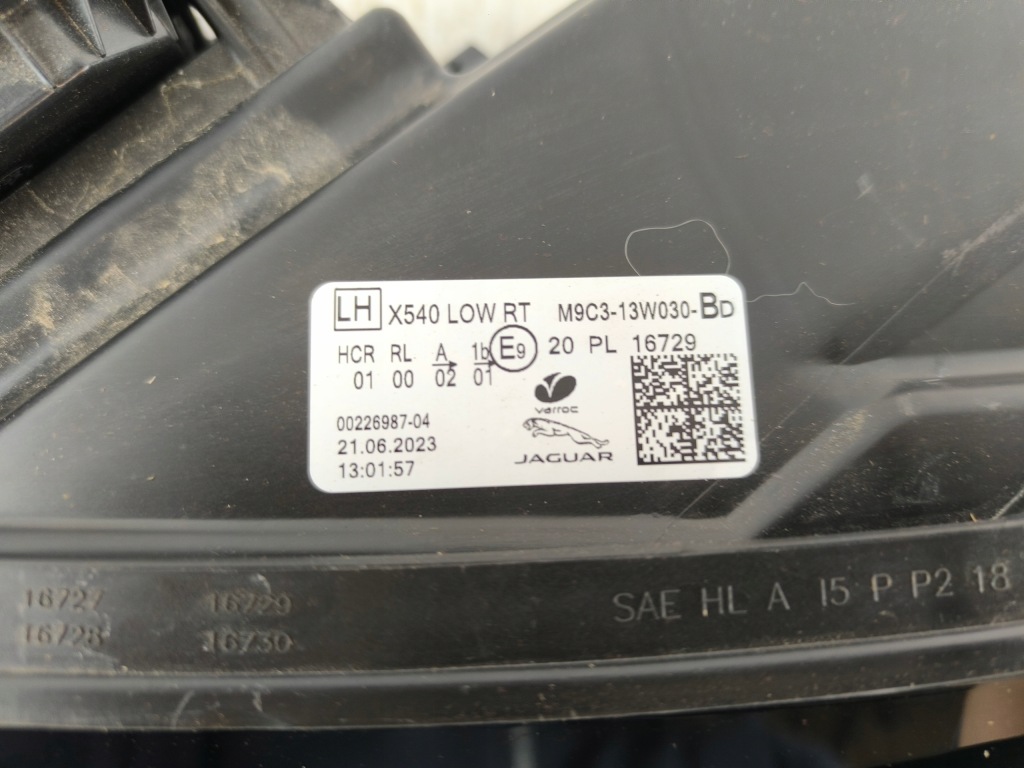 LH X540 LOW RT M9C3-13W030-BD
HCR RL A 1b E9 20 PL 16729
01 00 02 01
varroc
00226987-04
21.06.2023
JAGUAR
13:01:57
16727 16729 SAE HL A I5 P P2 18
16728 16730